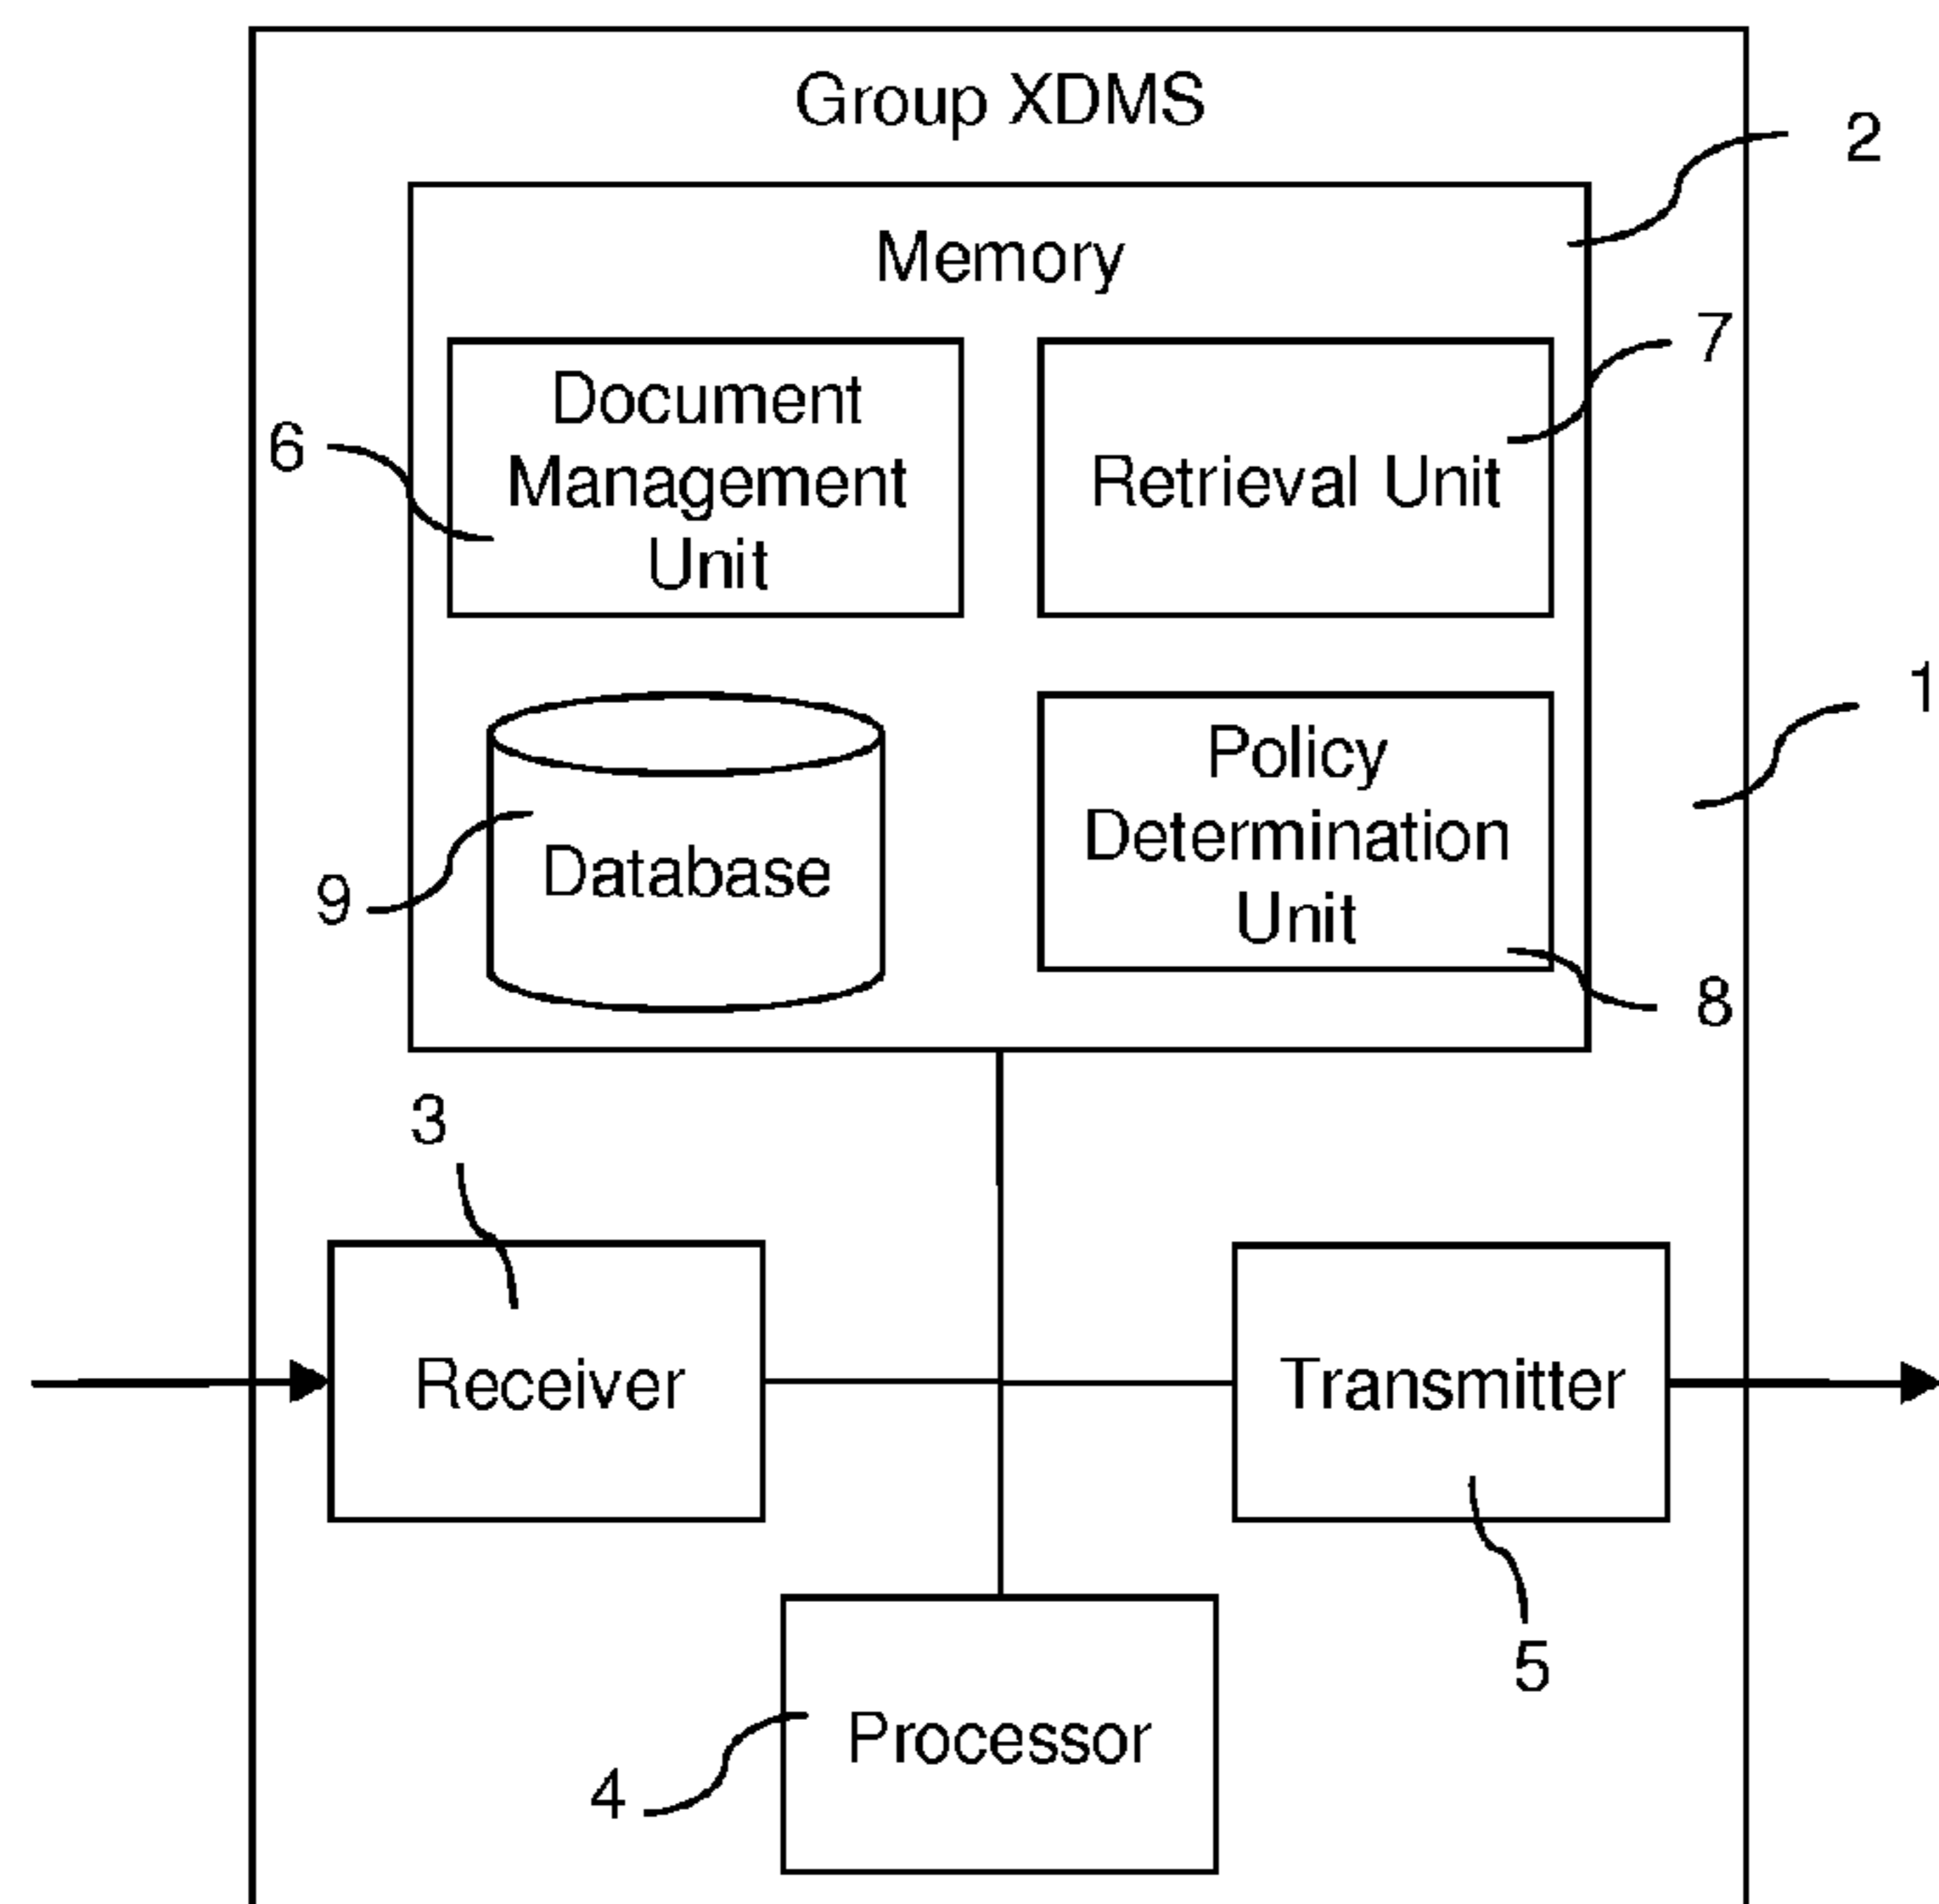 Group XDMS
2
Memory
7
Document
Management
Unit
6
Retrieval Unit
1
Policy
Determination
Unit
Database
9
8
3
Receiver
Transmitter
5
Processor
4